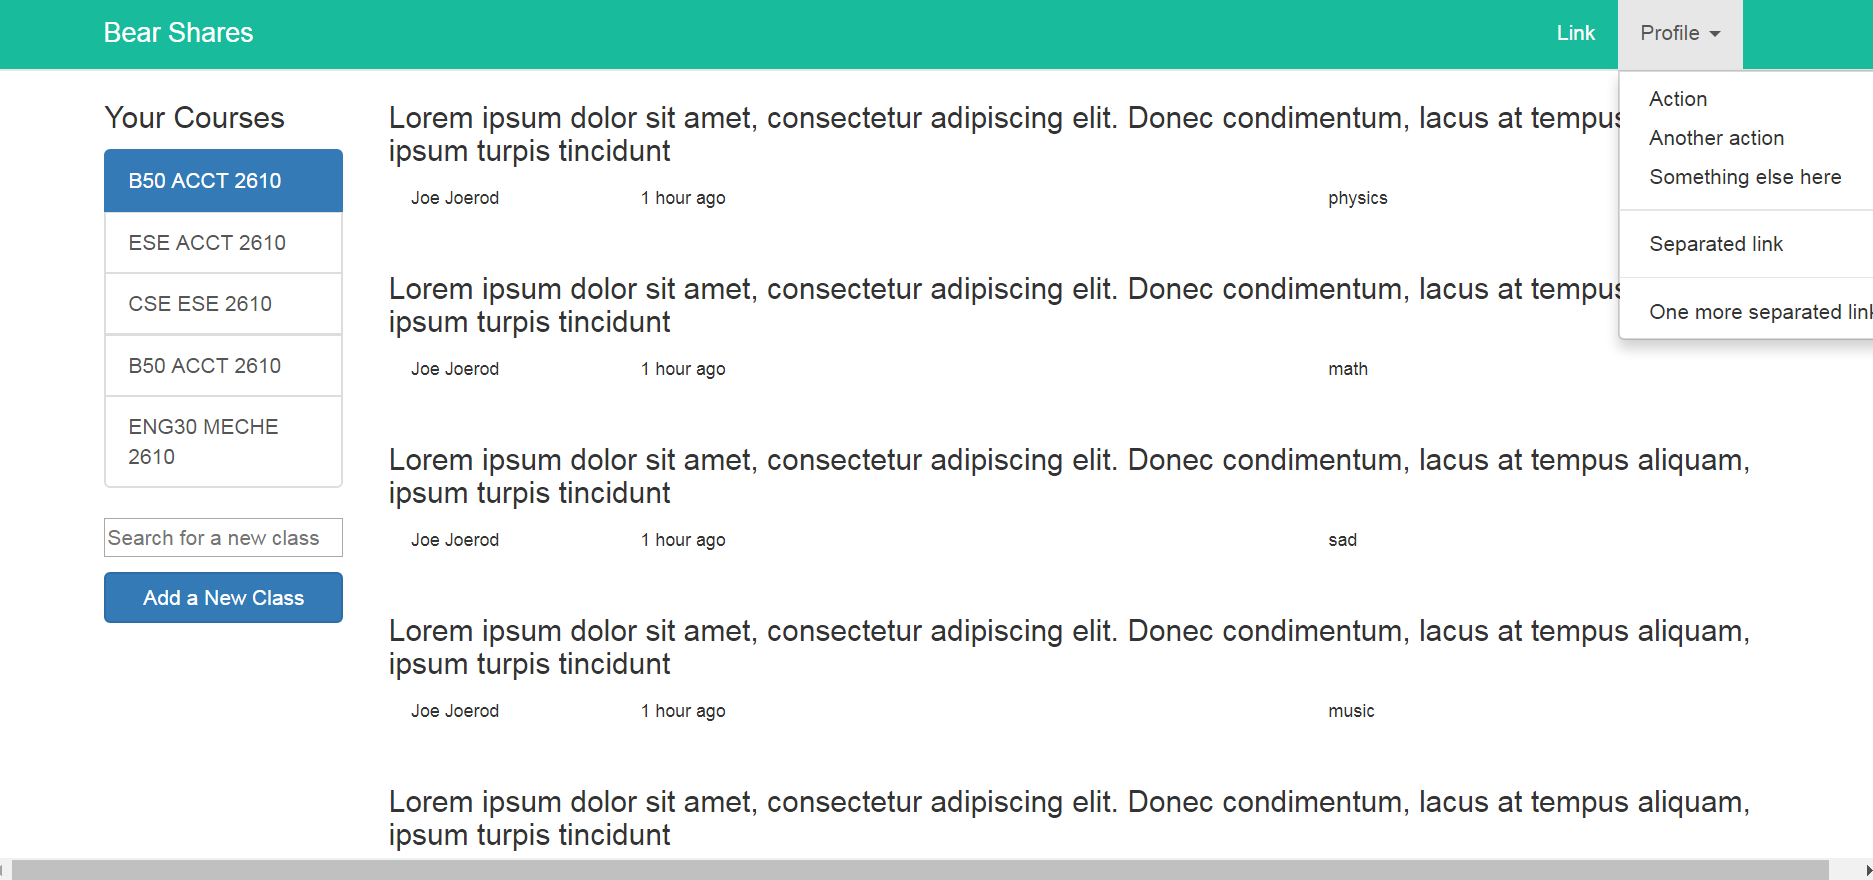 Bear Shares
Link
Profile
Action
Another action
Something else here
Separated link
One more separated link
Your Courses
B50 ACCT 2610
ESE ACCT 2610
CSE ESE 2610
B50 ACCT 2610
ENG30 MECHE
2610
Search for a new class
Add a New Class
Lorem ipsum dolor sit amet, consectetur adipiscing elit. Donec condimentum, lacus at tempus
ipsum turpis tincidunt
Joe Joerod 1 hour ago physics
Lorem ipsum dolor sit amet, consectetur adipiscing elit. Donec condimentum, lacus at tempus
ipsum turpis tincidunt
Joe Joerod 1 hour ago math
Lorem ipsum dolor sit amet, consectetur adipiscing elit. Donec condimentum, lacus at tempus aliquam,
ipsum turpis tincidunt
Joe Joerod 1 hour ago sad
Lorem ipsum dolor sit amet, consectetur adipiscing elit. Donec condimentum, lacus at tempus aliquam,
ipsum turpis tincidunt
Joe Joerod 1 hour ago music
Lorem ipsum dolor sit amet, consectetur adipiscing elit. Donec condimentum, lacus at tempus aliquam,
ipsum turpis tincidunt